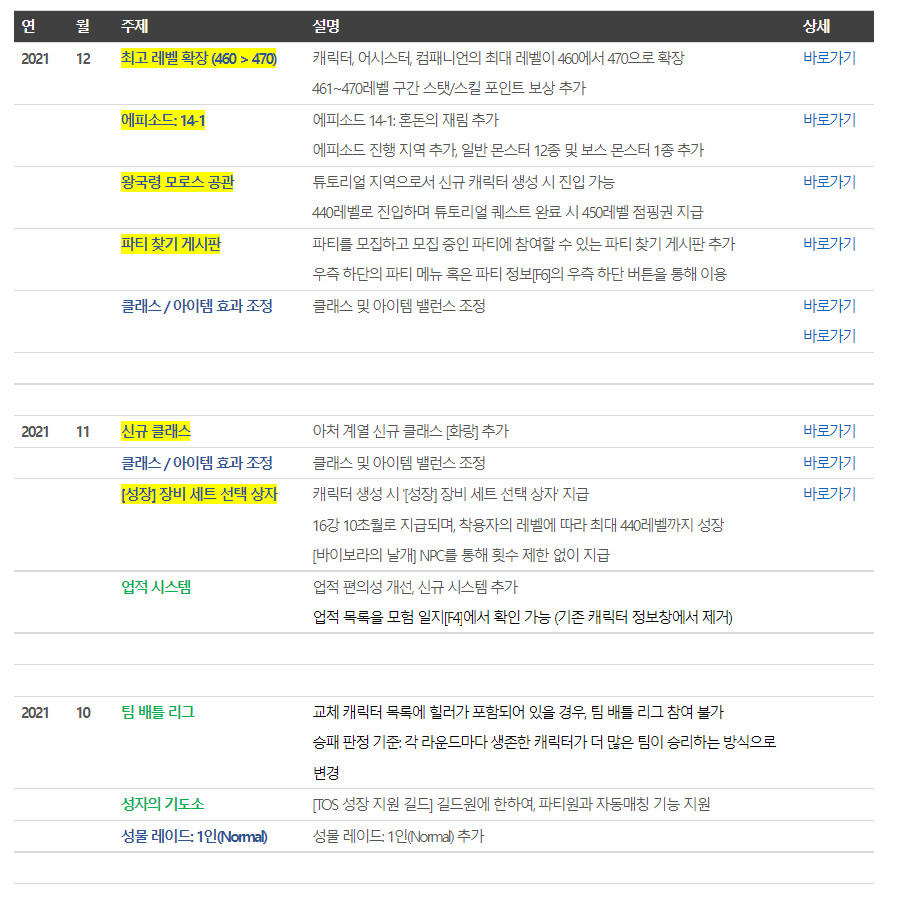 연 월 주제 설명 상세
2021 12 최고 레벨 확장 (460 > 470) 캐릭터, 어시스터, 컴패니언의 최대 레벨이 460에서 470으로 확장 바로가기
461~470레벨 구간 스탯/스킬 포인트 보상 추가
에피소드: 14-1 에피소드 14-1: 혼돈의 재림 추가 바로가기
에피소드 진행 지역 추가, 일반 몬스터 12종 및 보스 몬스터 1종 추가
왕국령 모로스 공관 튜토리얼 지역으로서 신규 캐릭터 생성 시 진입 가능 바로가기
440레벨로 진입하며 튜토리얼 퀘스트 완료 시 450레벨 점핑권 지급
파티 찾기 게시판 파티를 모집하고 모집 중인 파티에 참여할 수 있는 파티 찾기 게시판 추가 바로가기
우측 하단의 파티 메뉴 혹은 파티 정보[F6]의 우측 하단 버튼을 통해 이용
클래스 / 아이템 효과 조정 클래스 및 아이템 밸런스 조정 바로가기
바로가기
2021 11 신규 클래스 아처 계열 신규 클래스 [화랑] 추가 바로가기
클래스 / 아이템 효과 조정 클래스 및 아이템 밸런스 조정 바로가기
[성장] 장비 세트 선택 상자 캐릭터 생성 시 '[성장] 장비 세트 선택 상자' 지급 바로가기
16강 10초월로 지급되며, 착용자의 레벨에 따라 최대 440레벨까지 성장
[바이보라의 날개] NPC를 통해 횟수 제한 없이 지급
업적 시스템 업적 편의성 개선, 신규 시스템 추가
업적 목록을 모험 일지[F4]에서 확인 가능 (기존 캐릭터 정보창에서 제거)
2021 10 팀 배틀 리그 교체 캐릭터 목록에 힐러가 포함되어 있을 경우, 팀 배틀 리그 참여 불가
승패 판정 기준: 각 라운드마다 생존한 캐릭터가 더 많은 팀이 승리하는 방식으로
변경
성자의 기도소 [TOS 성장 지원 길드] 길드원에 한하여, 파티원과 자동매칭 기능 지원
성물 레이드: 1인(Normal) 성물 레이드: 1인(Normal) 추가